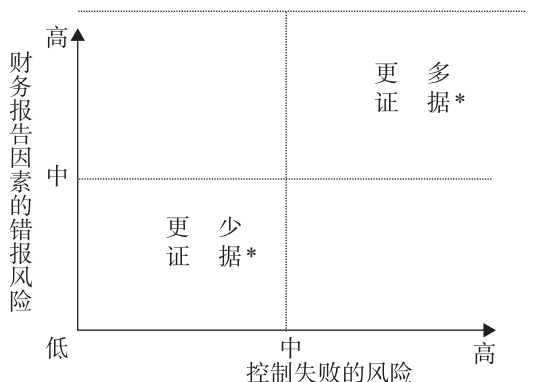 高
财务报告因素的错报风险
更 多
证 据*
中
更 少
证 据*
低
中
高
控制失败的风险